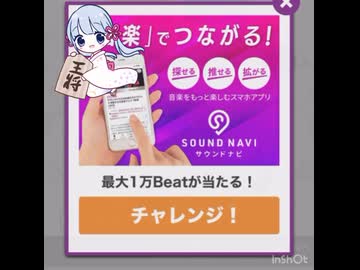 楽」でつながる!
王将
探せる 推せる 拡がる
音楽をもっと楽しむスマホアプリ
SOUND NAVI
サウンドナビ
最大1万Beatが当たる!
チャレンジ!
InShOt